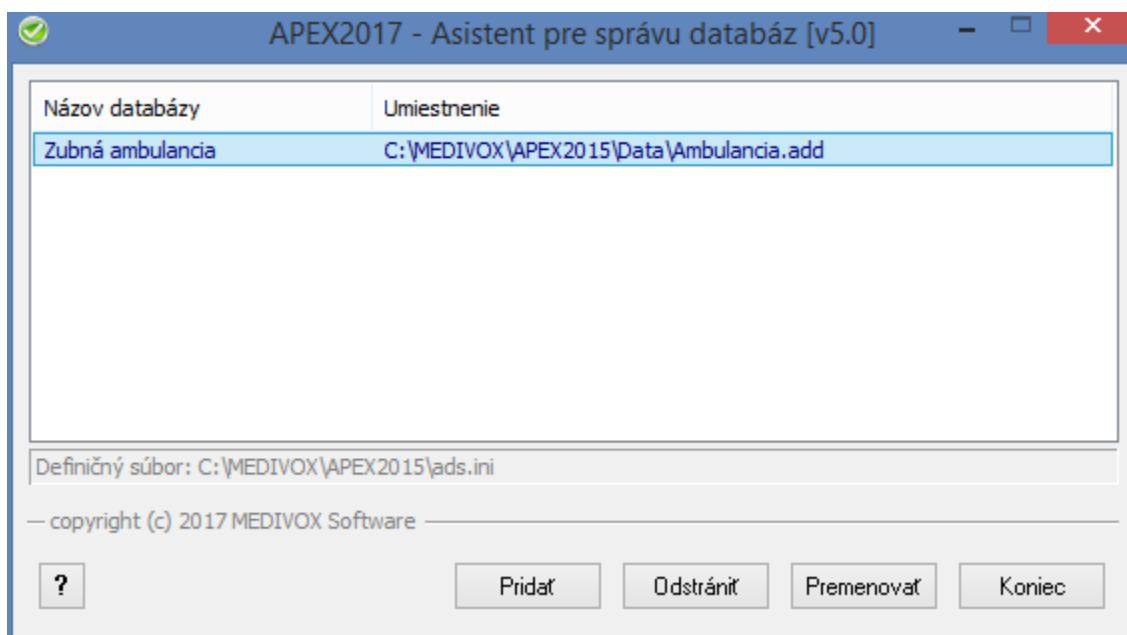 APEX2017 - Asistent pre správu databáz [v5.0]
Názov databázy Umiestnenie
Zubná ambulancia C:\MEDIVOX\APEX2015\Data\Ambulancia.add
Definičný súbor: C:\MEDIVOX\APEX2015\ads.ini
copyright (c) 2017 MEDIVOX Software
? Pridať Odstrániť Premenovať Koniec